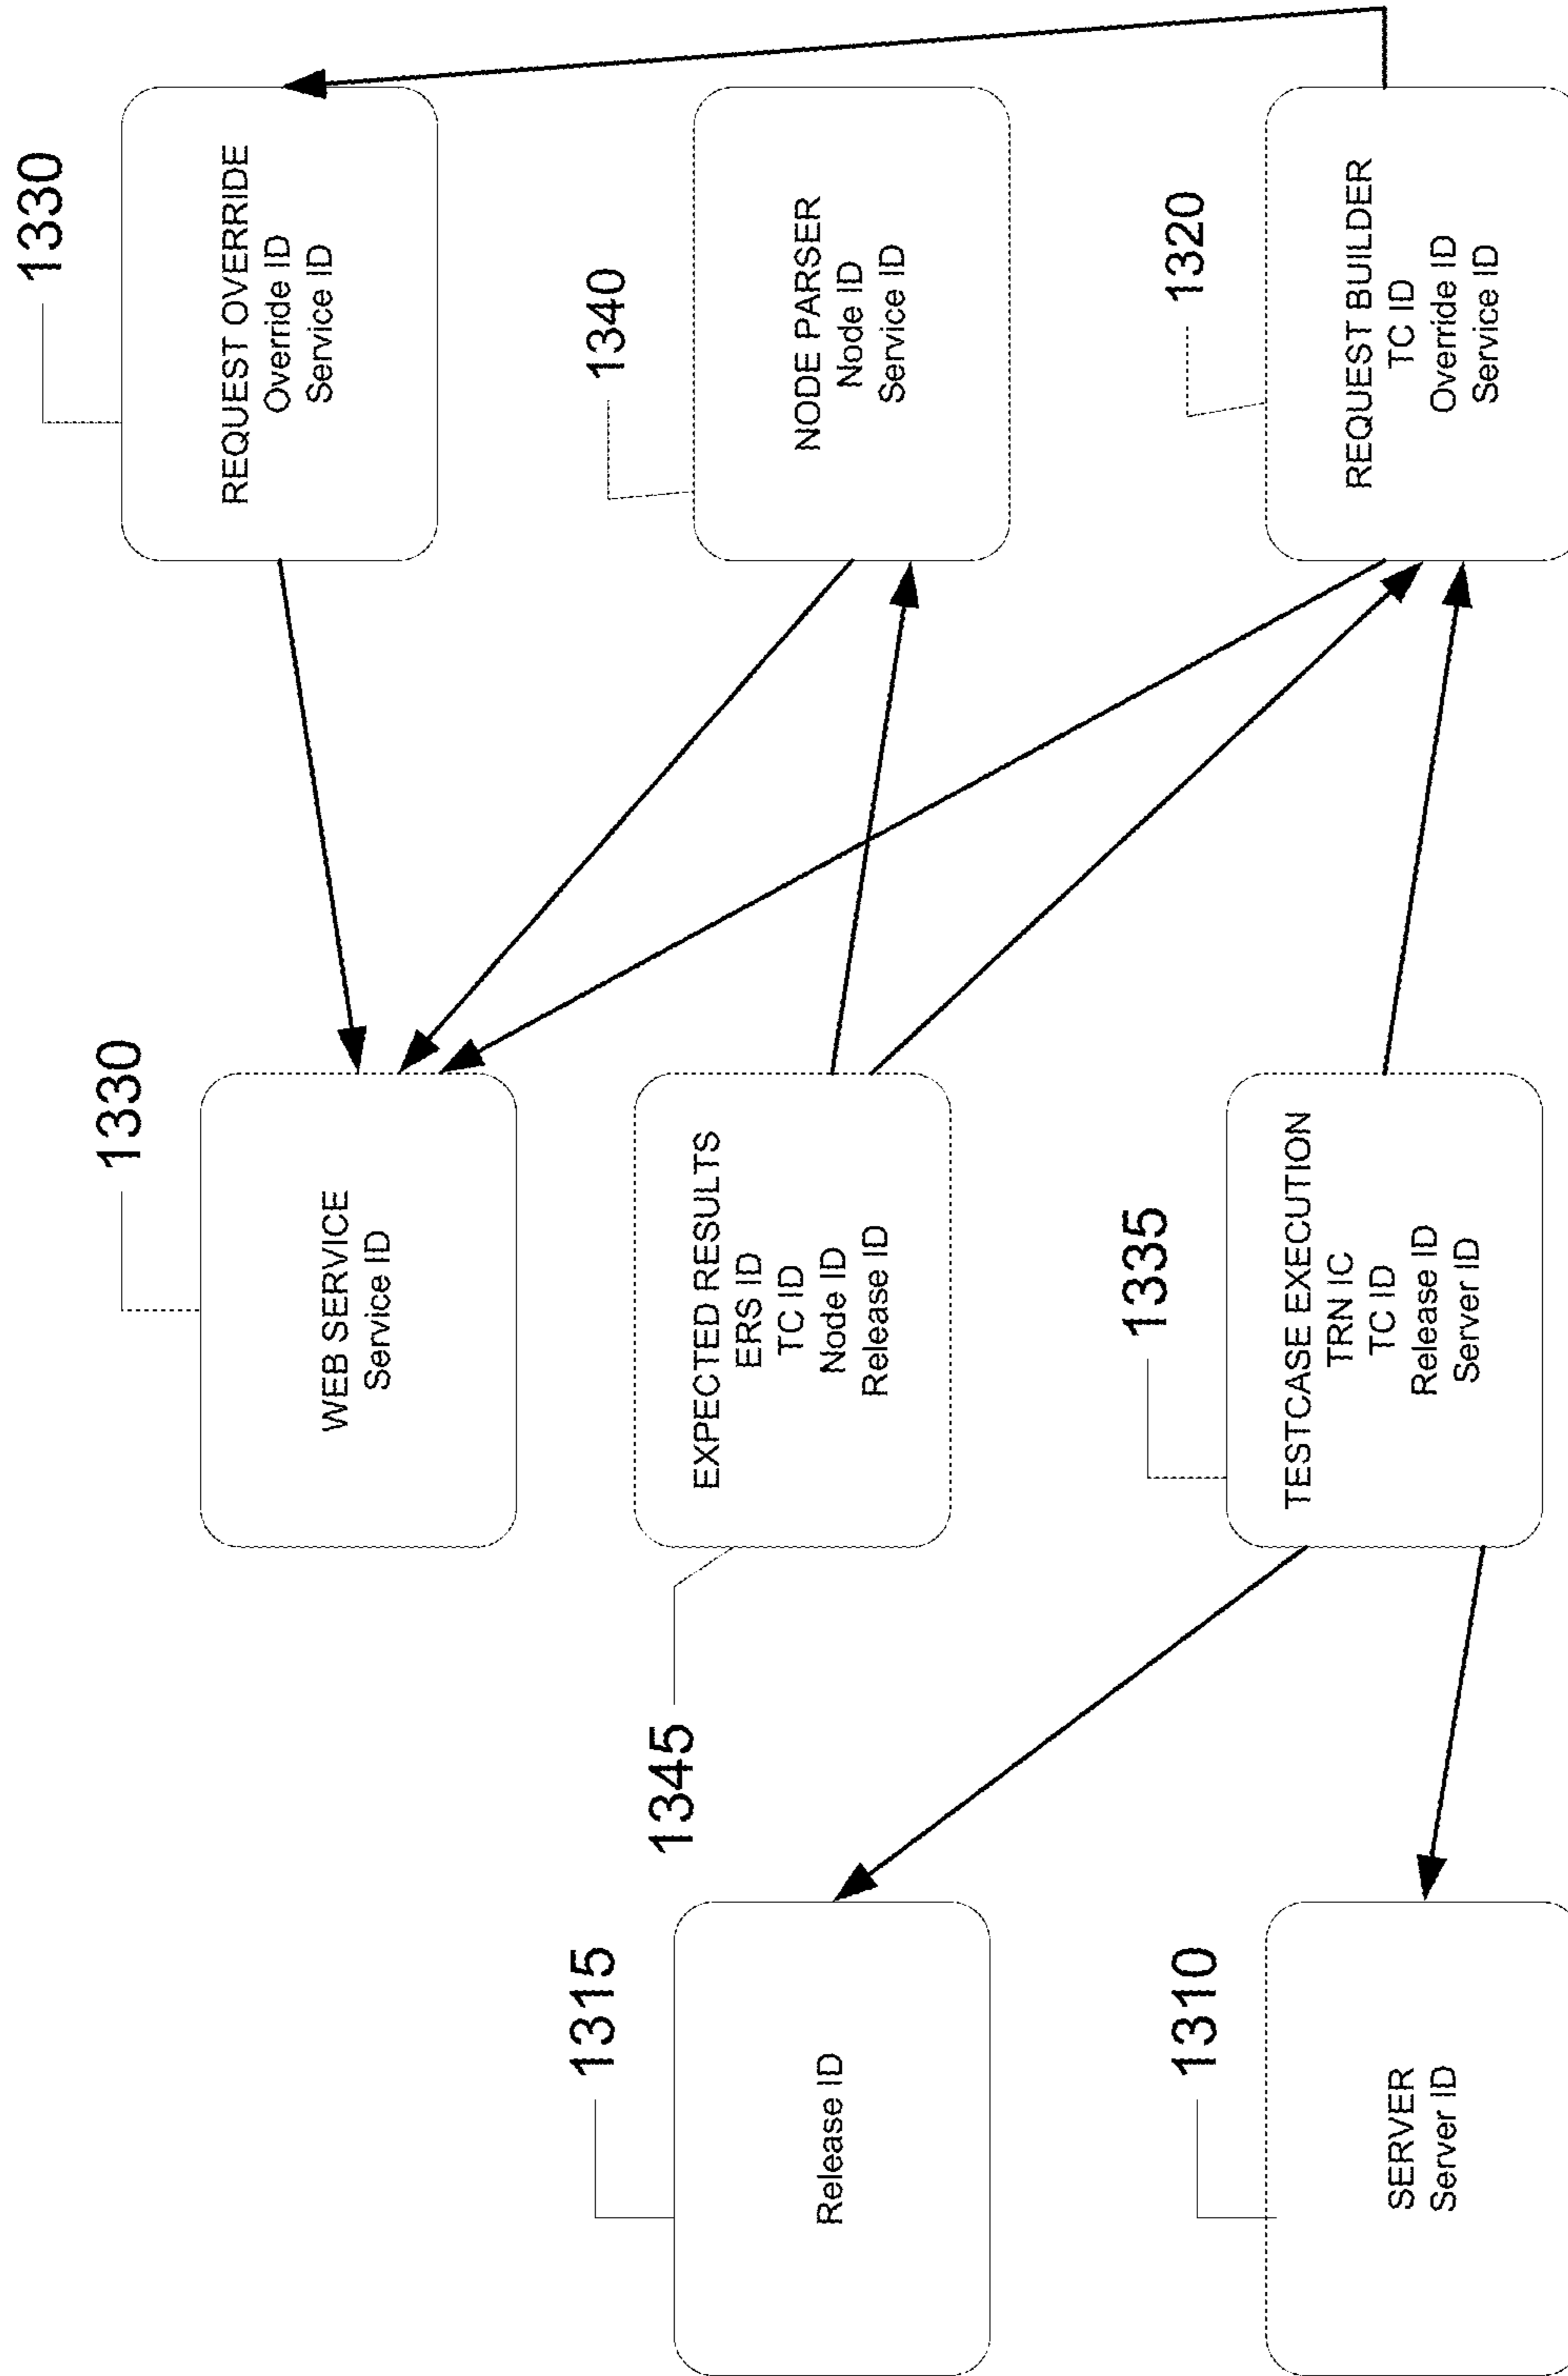 1330
REQUEST OVERRIDE
Override ID
Service ID
1340
NODE PARSER
Node ID
Service ID
1320
REQUEST BUILDER
TC ID
Override ID
Service ID
1330
WEB SERVICE
Service ID
1345
EXPECTED RESULTS
ERS ID
TC ID
Node ID
Release ID
1335
TESTCASE EXECUTION
TRN IC
TC ID
Release ID
Server ID
1315
Release ID
1310
SERVER
Server ID